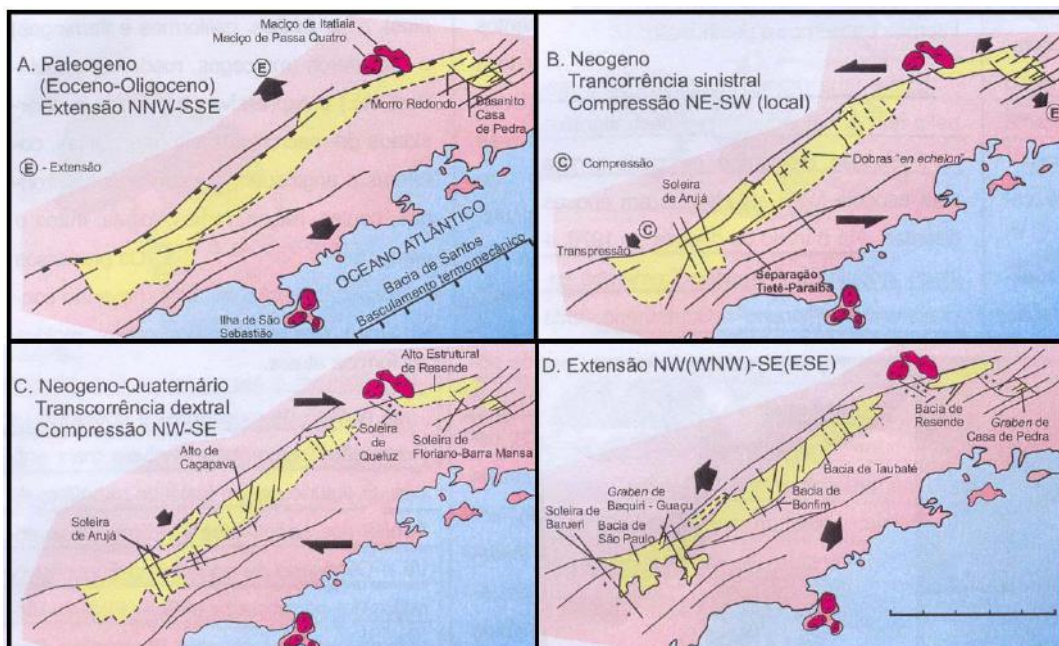 A. Paleogeno
(Eoceno-Oligoceno)
Extensão NNW-SSE
E - Extensão
E
Maciço de Itatiaia
Maciço de Passa Quatro
Morro Redondo
Basanito
Casa
de Pedra
OCEANO ATLÂNTICO
Bacia de Santos
Basculamento termomecânico
Ilha de São
Sebastião
B. Neogeno
Trancorrência sinistral
Compressão NE-SW (local)
C - Compressão
E
Dobras "en echelon"
Soleira
de Arujá
Transpressão
C
Separação
Tietê-Paraíba
C. Neogeno-Quaternário
Transcorrência dextral
Compressão NW-SE
Alto Estrutural
de Resende
Soleira
de
Queluz
Soleira de
Floriano-Barra Mansa
Alto de
Caçapava
Soleira
de Arujá
D. Extensão NW(WNW)-SE(ESE)
Bacia de
Resende
Graben de
Casa de Pedra
Bacia de Taubaté
Graben de
Baquiri - Guaçu
Bacia de
Bonfim
Soleira de
Barueri
Bacia de
São Paulo